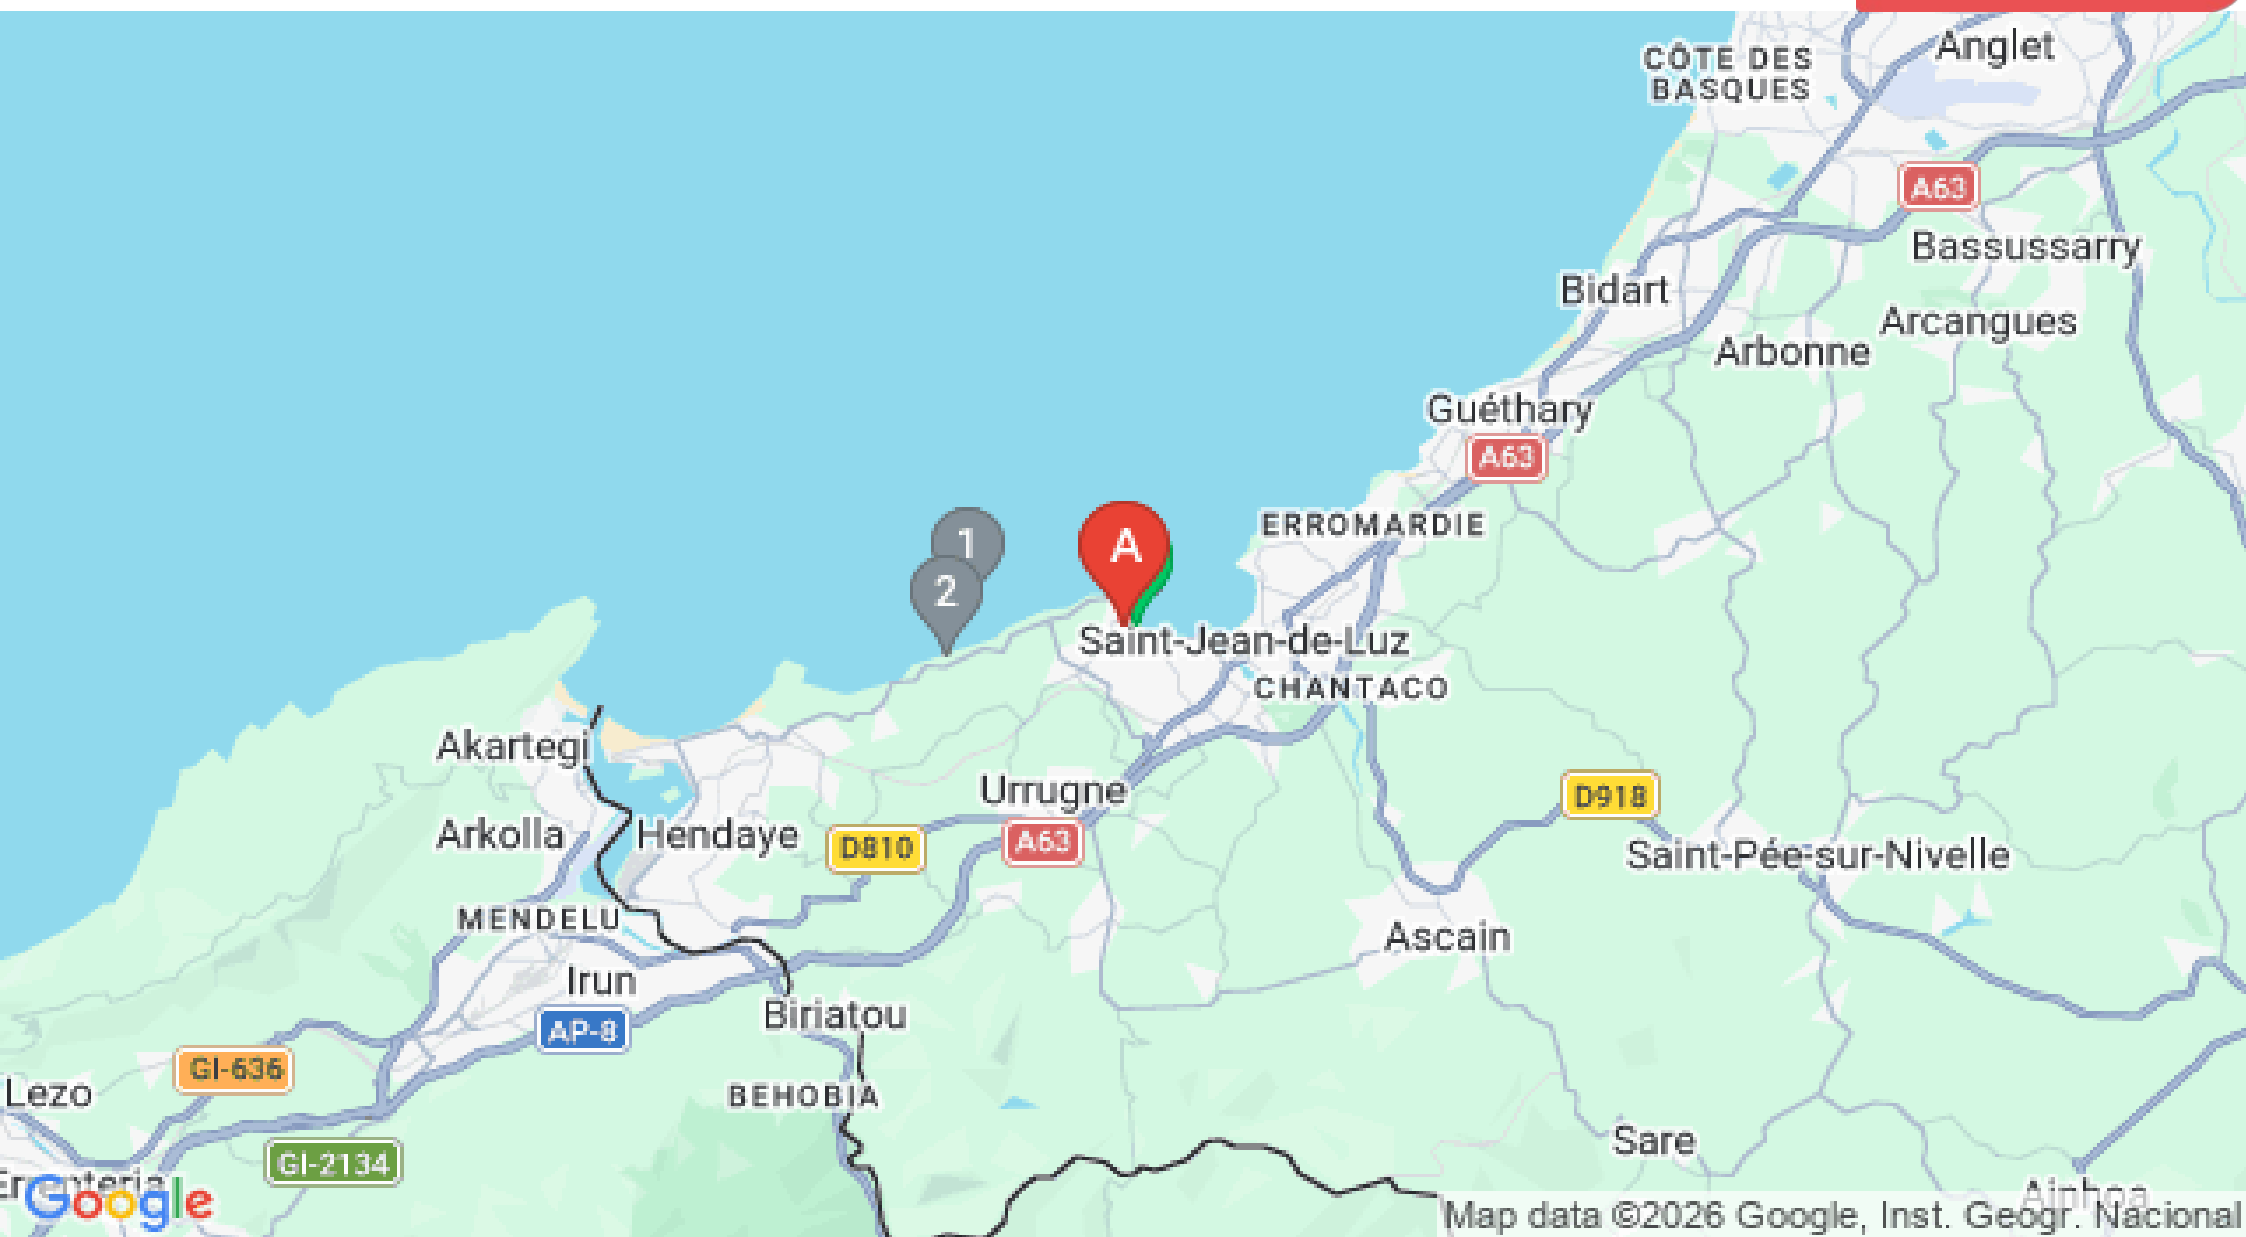 Anglet
CÔTE DES
BASQUES
A63
Bassussarry
Bidart
Arcangues
Arbonne
Guéthary
A63
ERROMARDIE
1
A
2
Saint-Jean-de-Luz
CHANTACO
Akartegi
Urrugne
D918
Arkolla
Hendaye
D810
A63
Saint-Pée-sur-Nivelle
MENDELU
Ascain
Irun
Biriatou
AP-8
GI-636
Lezo
BEHOBIA
Sare
GI-2134
Ainhoa
Google
Map data ©2026 Google, Inst. Geogr. Nacional